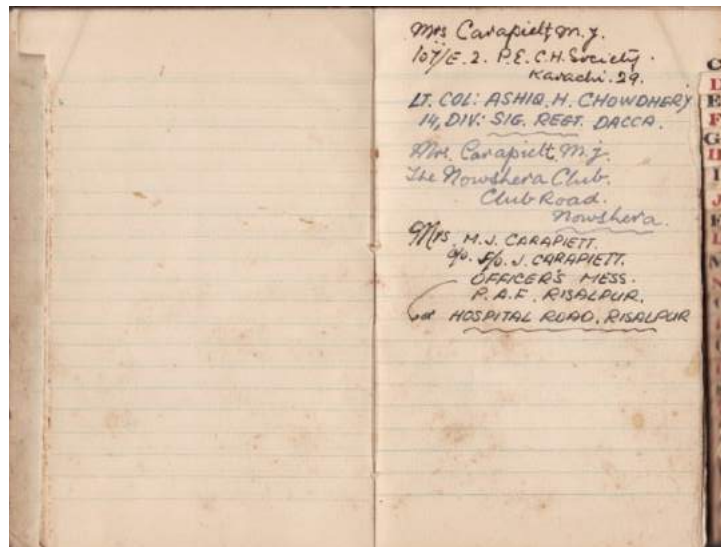 Mrs Carapiett, M.J.
107/E.2. P.E.C.H. Society.
Karachi.29.
LT. COL: ASHIQ. H. CHOWDHERY
14, DIV: SIG. REGT. DACCA.
Mrs. Carapiett, M.J.
The Nowshera Club.
Club Road.
Nowshera.
Mrs. M.J. CARAPIETT.
c/o. F/O. J. CARAPIETT.
OFFICER'S MESS.
P.A.F. RISALPUR.
or HOSPITAL ROAD, RISALPUR
C
D
E
F
G
H
I
J
K
L
M